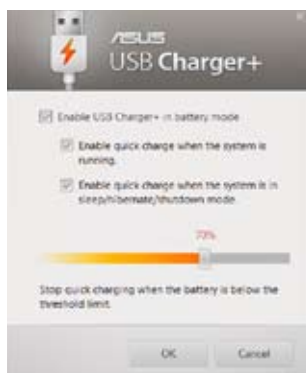 ASUS
USB Charger+
Enable USB Charger+ in battery mode
Enable quick charge when the system is
running.
Enable quick charge when the system is in
sleep/hibernate/shutdown mode.
70%
Stop quick charging when the battery is below the
threshold limit.
OK
Cancel